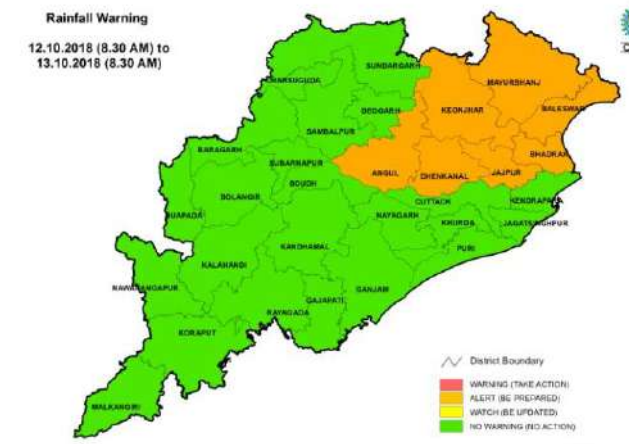 Rainfall Warning
12.10.2018 (8.30 AM) to
13.10.2018 (8.30 AM)
SUNDARGARH
JHARSUGUDA
MAYURBHANJ
KEONJHAR
DEOGARH
BALESWAR
SAMBALPUR
BARAGARH
BHADRAK
SUBARNAPUR
ANGUL
DHENKANAL
JAJPUR
BOUDH
BOLANGIR
CUTTACK
KENDRAPARA
NUAPADA
NAYAGARH
KHURDA
JAGATSINGHPUR
KANDHAMAL
PURI
KALAHANDI
NAWARANGAPUR
GANJAM
GAJAPATI
RAYAGADA
KORAPUT
MALKANGIRI
District Boundary
WARNING (TAKE ACTION)
ALERT (BE PREPARED)
WATCH (BE UPDATED)
NO WARNING (NO ACTION)